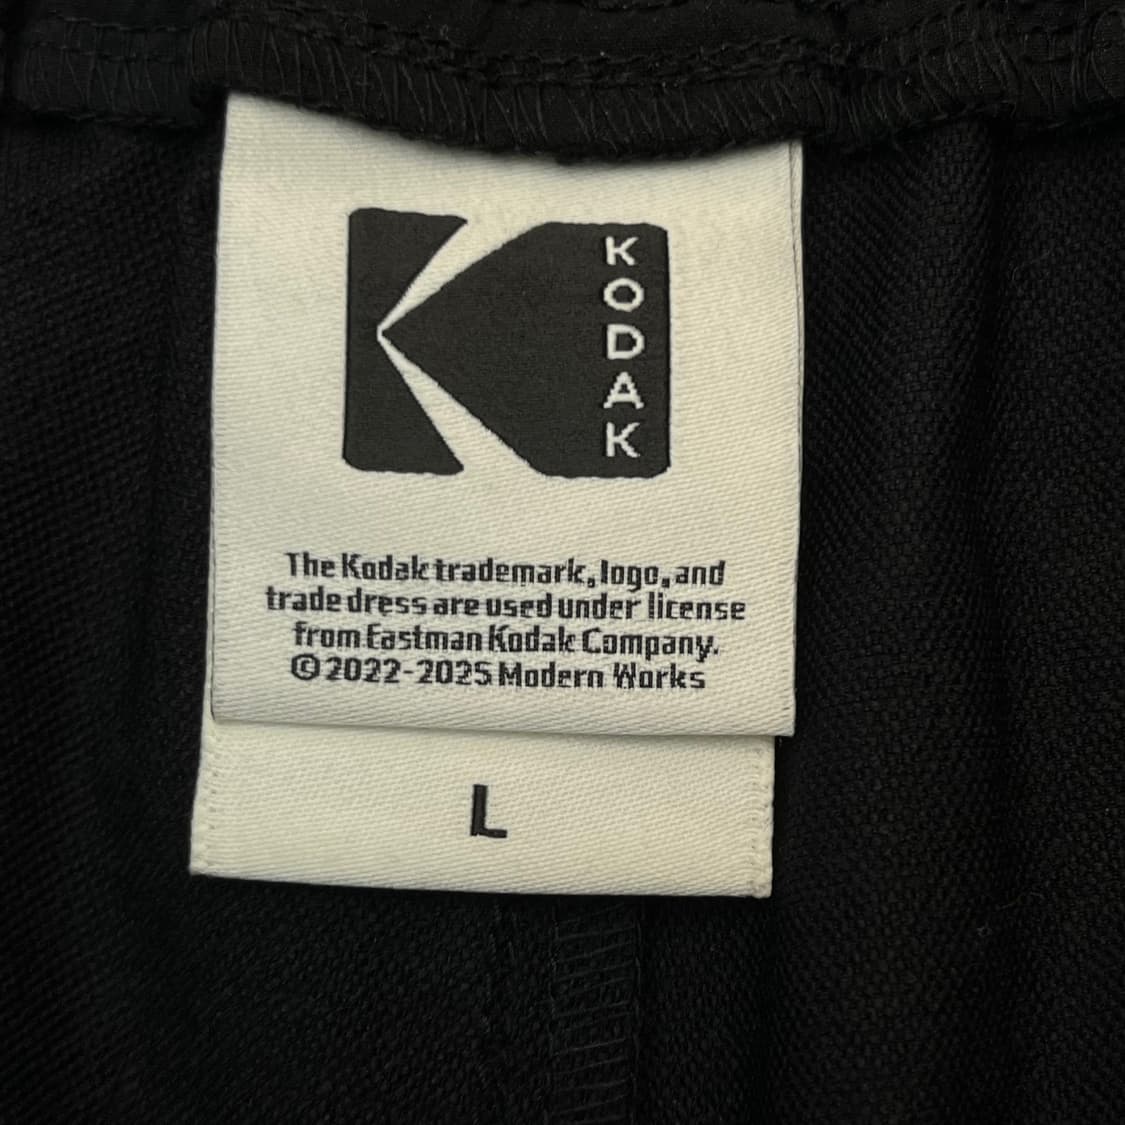 KODAK
The Kodak trademark, logo, and
trade dress are used under license
from Eastman Kodak Company.
©2022-2025 Modern Works
L